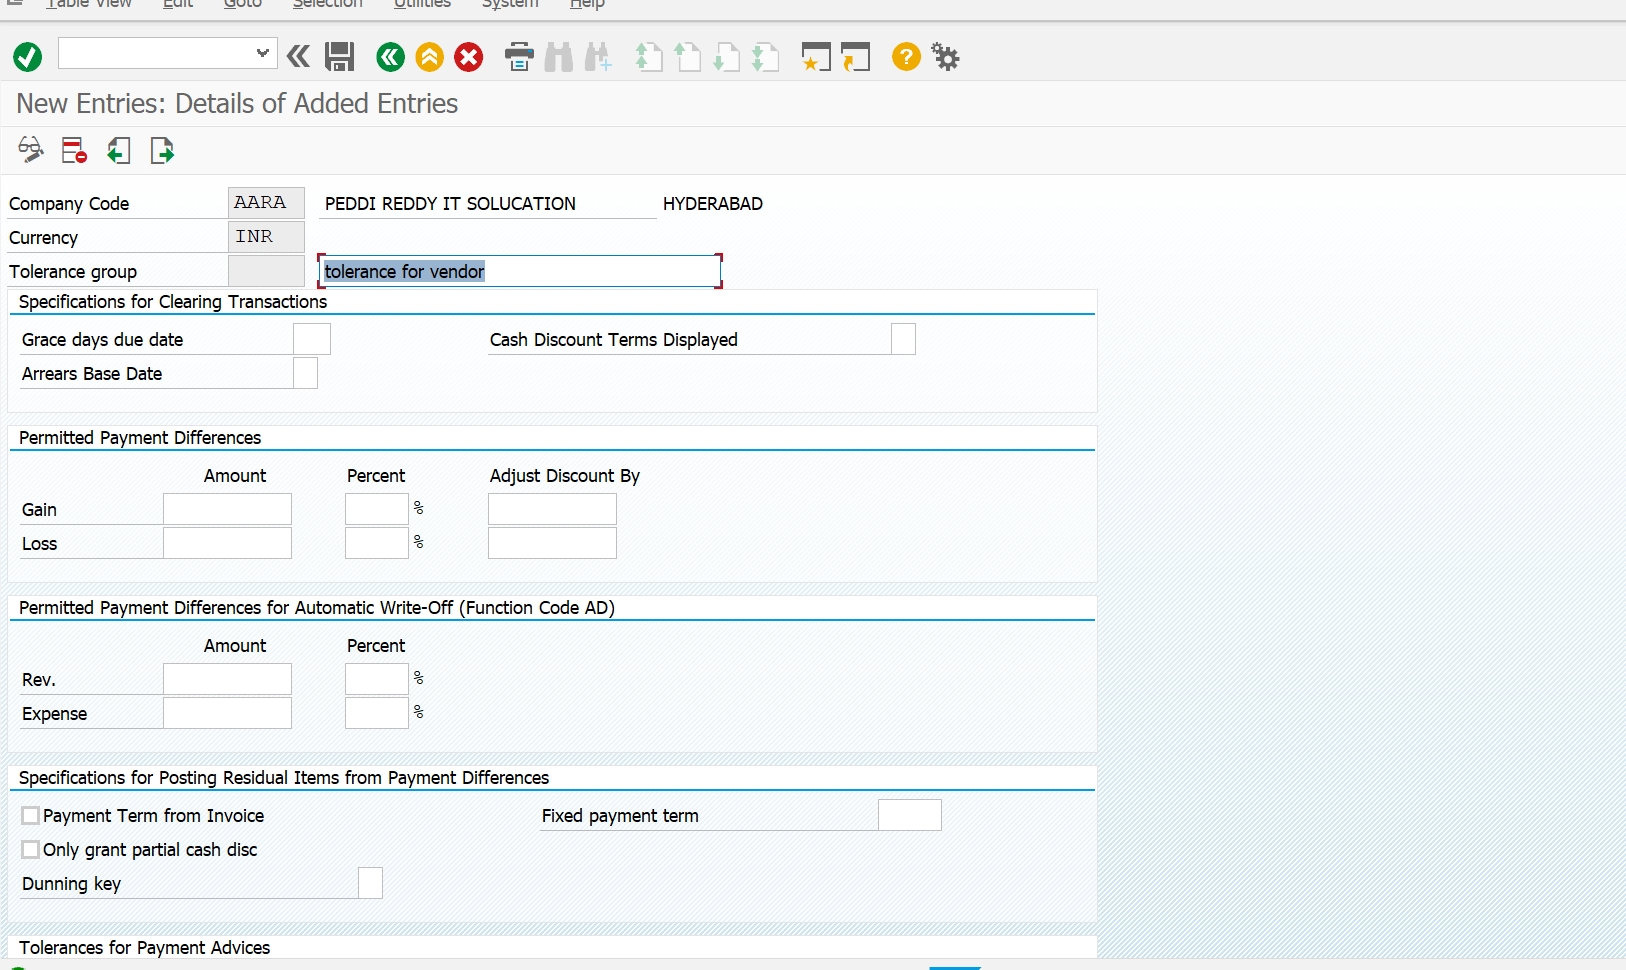 Table View Edit Goto Selection Utilities System Help
New Entries: Details of Added Entries
Company Code AARA PEDDI REDDY IT SOLUCATION HYDERABAD
Currency INR
Tolerance group tolerance for vendor
Specifications for Clearing Transactions
Grace days due date Cash Discount Terms Displayed
Arrears Base Date
Permitted Payment Differences
Amount Percent Adjust Discount By
Gain %
Loss %
Permitted Payment Differences for Automatic Write-Off (Function Code AD)
Amount Percent
Rev. %
Expense %
Specifications for Posting Residual Items from Payment Differences
Payment Term from Invoice Fixed payment term
Only grant partial cash disc
Dunning key
Tolerances for Payment Advices